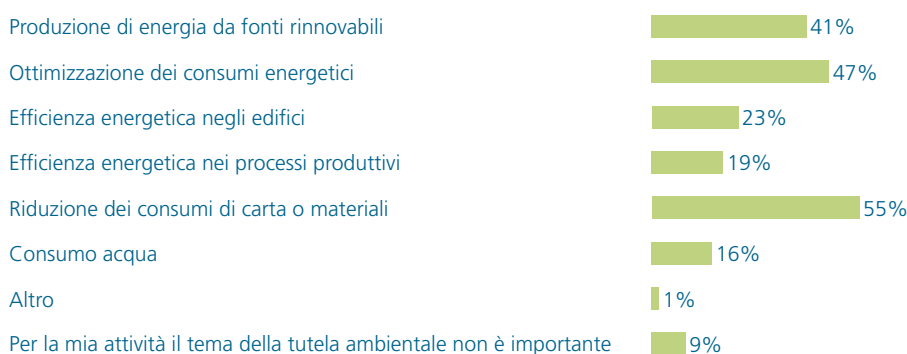 Produzione di energia da fonti rinnovabili 41%
Ottimizzazione dei consumi energetici 47%
Efficienza energetica negli edifici 23%
Efficienza energetica nei processi produttivi 19%
Riduzione dei consumi di carta o materiali 55%
Consumo acqua 16%
Altro 1%
Per la mia attività il tema della tutela ambientale non è importante 9%